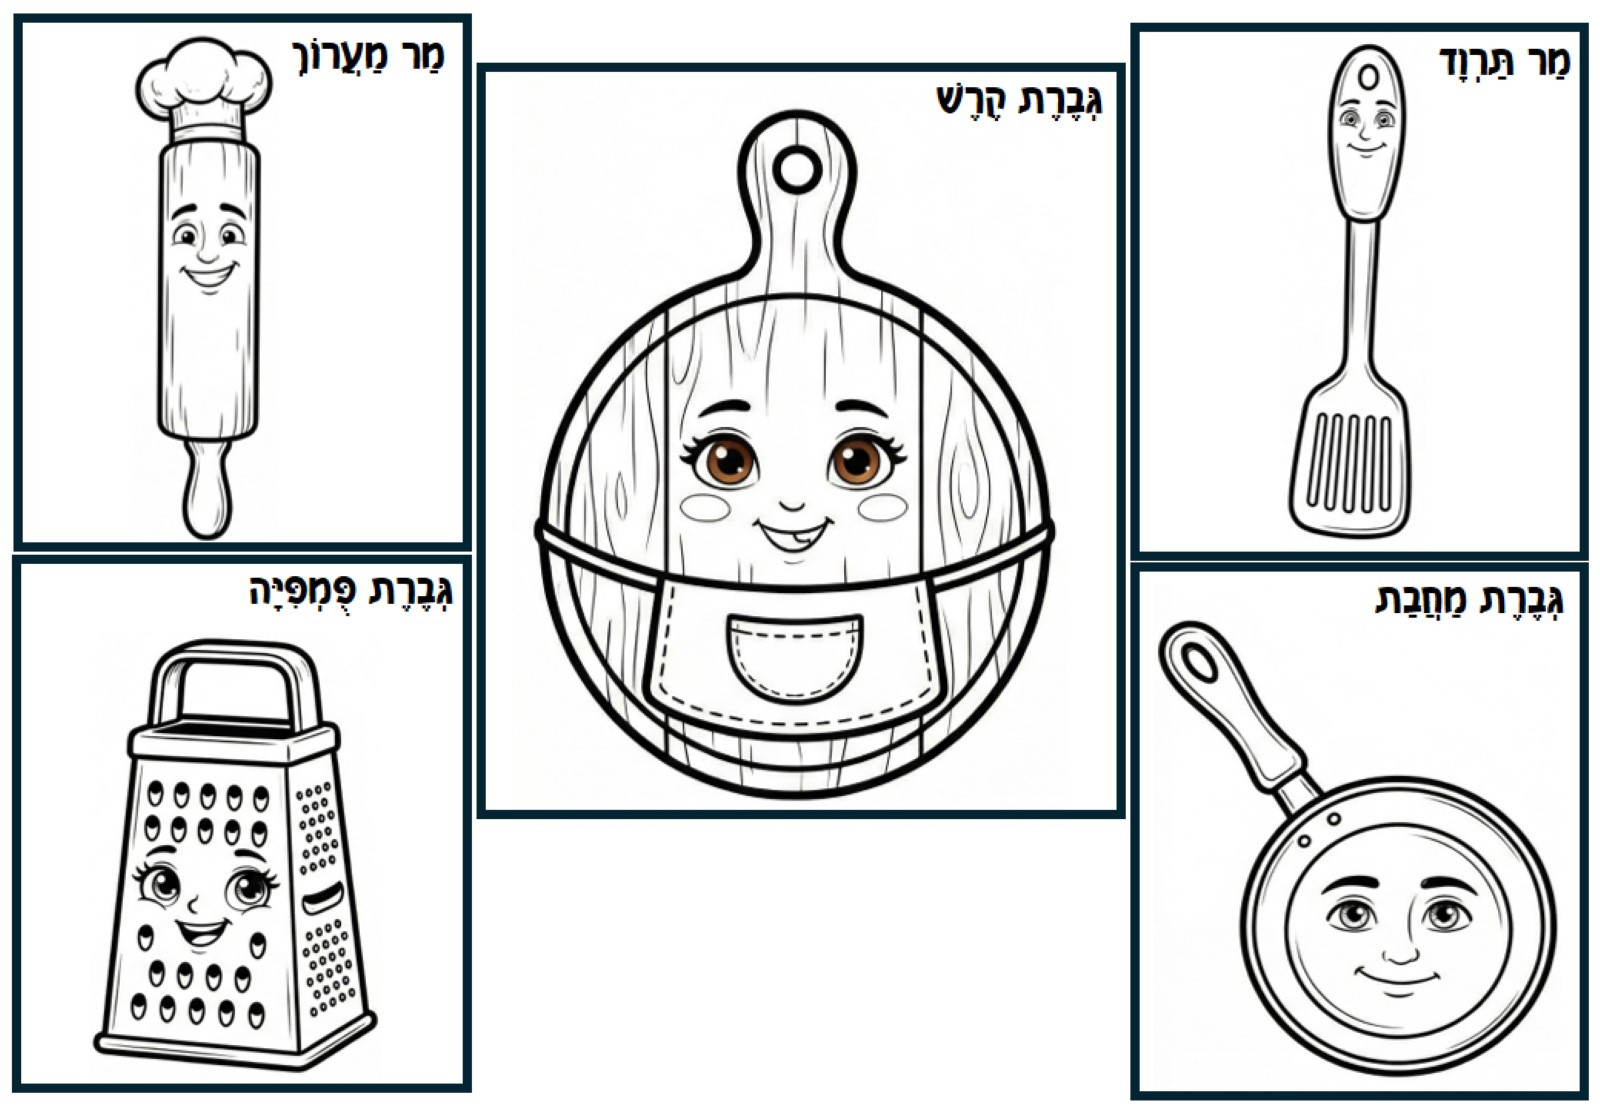 מַר מַעֲרוֹךְ
גְּבֶרֶת קֶרֶשׁ
מַר תַּרְוָד
גְּבֶרֶת פֻּמְפִּיָּה
גְּבֶרֶת מַחֲבַת